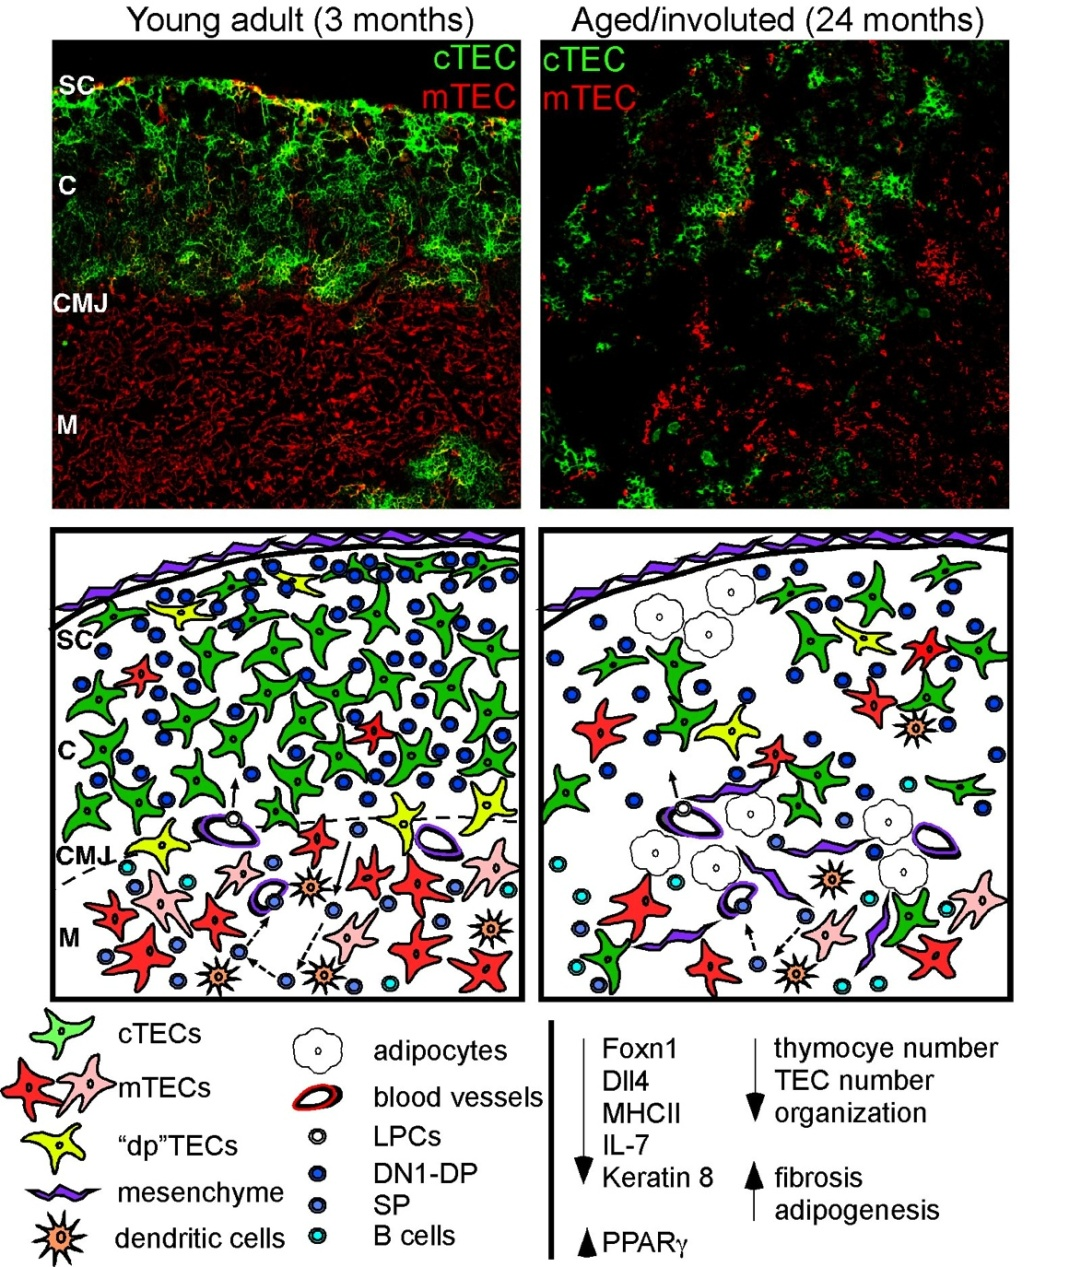 Young adult (3 months)
Aged/involuted (24 months)
cTEC
mTEC
SC
C
CMJ
M
cTEC
mTEC
SC
C
CMJ
M
cTECs
mTECs
“dp”TECs
mesenchyme
dendritic cells
adipocytes
blood vessels
LPCs
DN1-DP
SP
B cells
Foxn1
Dll4
MHCII
IL-7
Keratin 8
PPARγ
thymocye number
TEC number
organization
fibrosis
adipogenesis